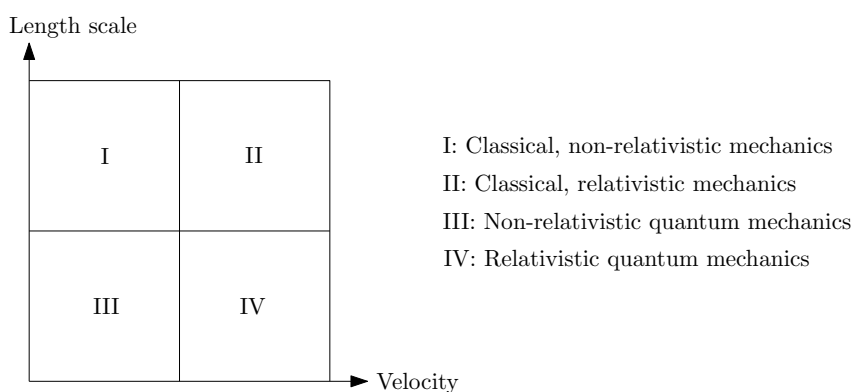 Length scale
I
II
I: Classical, non-relativistic mechanics
II: Classical, relativistic mechanics
III: Non-relativistic quantum mechanics
IV: Relativistic quantum mechanics
III
IV
Velocity